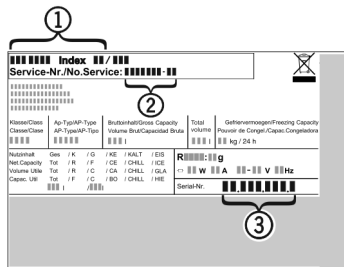 1
Index /
Service-Nr./No.Service: -
2
Klasse/Class Ap-Typ/AP-Type Bruttoinhalt/Gross Capacity Total Gefriervermoegen/Freezing Capacity
Classe/Clase AP-Type/AP-Tipo Volume Brut/Capacidad Bruta volume Pouvoir de Congel./Capac.Congeladora
l l kg / 24 h
Nutzinhalt Ges / K / G / KE / KALT / EIS
Net.Capacity Tot / R / F / CE / CHILL / ICE
Volume Utile Tot / R / C / CA / CHILL / GLA
Capac. Util Tot / F / C / BO / CHILL / HIE
l / l
R : g
W A - V Hz
Serial-Nr. . . .
3